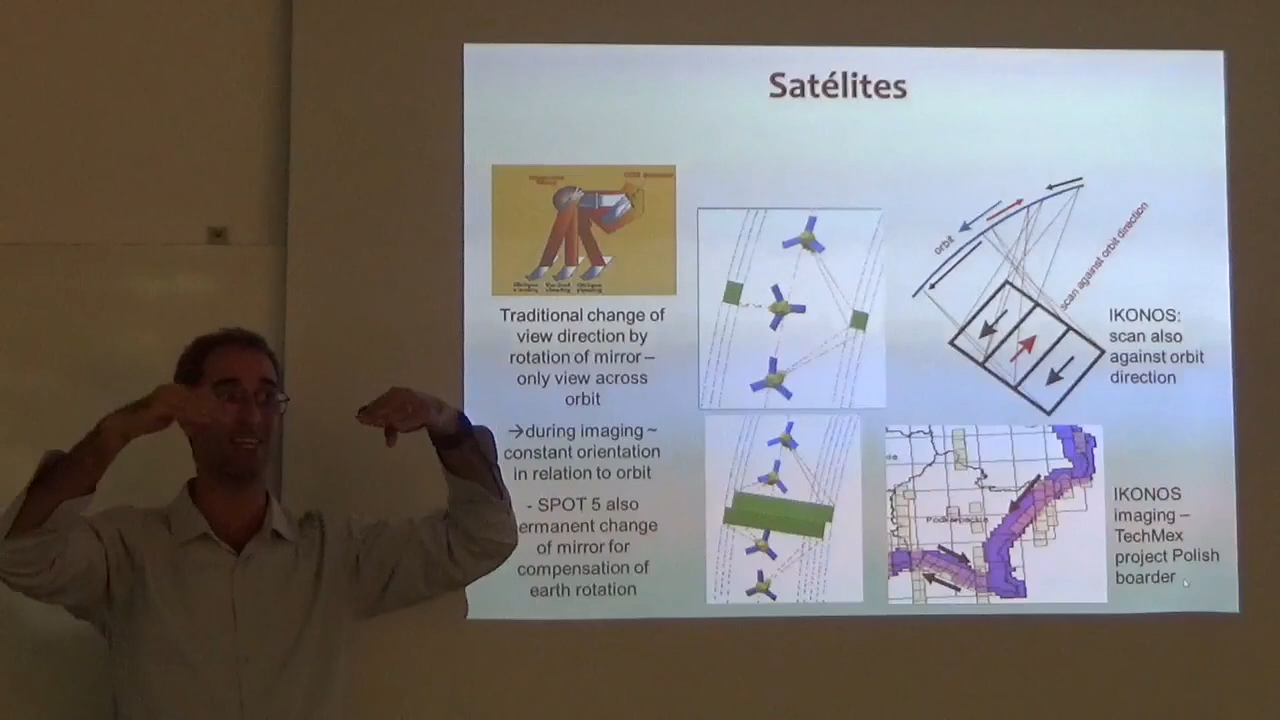 Satélites
Traditional change of
view direction by
rotation of mirror –
only view across
orbit
→during imaging ~
constant orientation
in relation to orbit
- SPOT 5 also
ermanent change
of mirror for
compensation of
earth rotation
orbit
scan against orbit direction
IKONOS:
scan also
against orbit
direction
IKONOS
imaging –
TechMex
project Polish
boarder